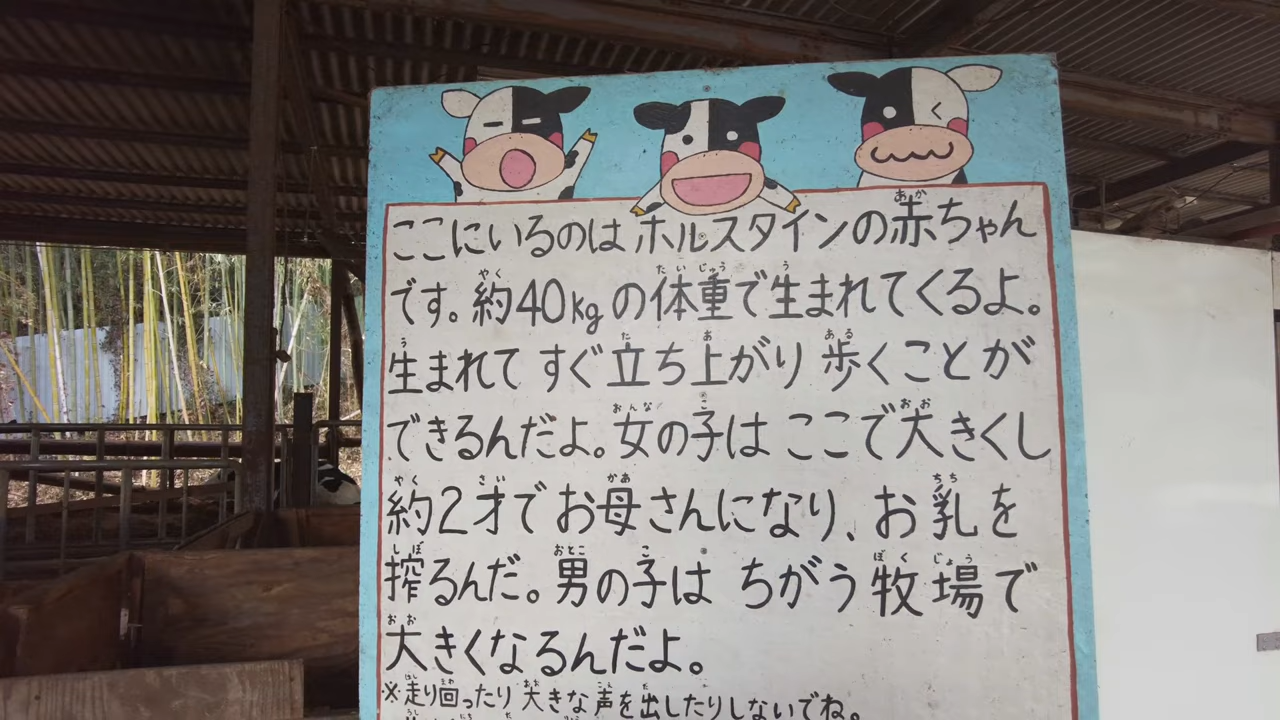 ここにいるのは ホルスタインの赤ちゃん
です。約40kgの体重で生まれてくるよ。
生まれて すぐ 立ち上がり 歩くことが
できるんだよ。女の子は ここで大きくし
約2才で お母さんになり、お乳を
搾るんだ。男の子は ちがう牧場で
大きくなるんだよ。
※走り回ったり 大きな声を出したりしないでね。